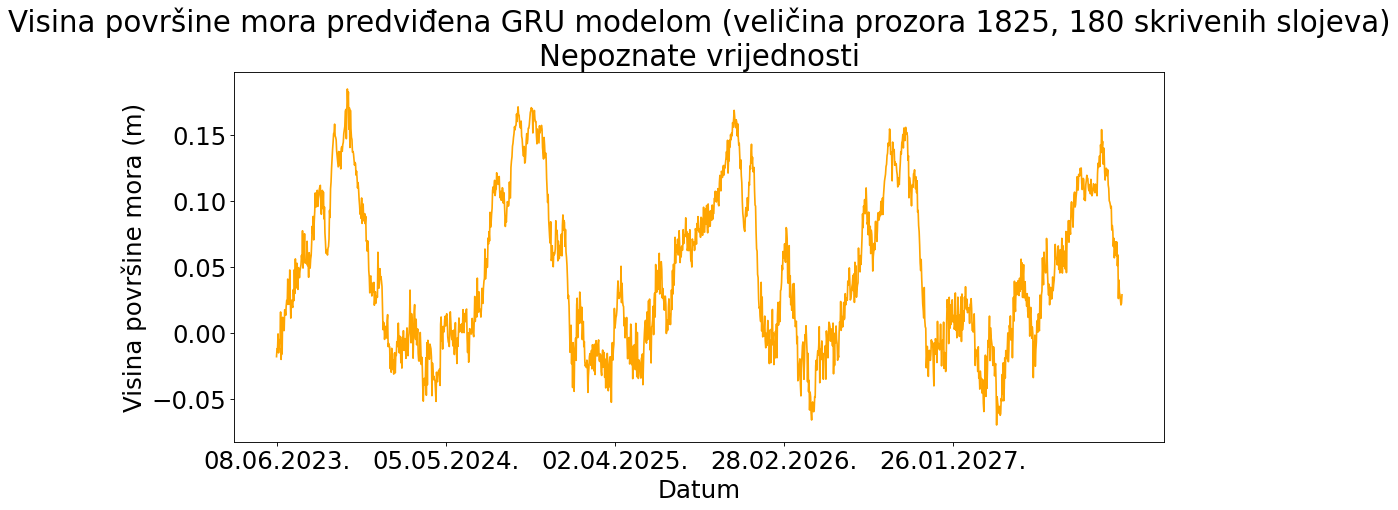 Visina površine mora predviđena GRU modelom (veličina prozora 1825, 180 skrivenih slojeva)
Nepoznate vrijednosti
Visina površine mora (m)
0.15
0.10
0.05
0.00
−0.05
08.06.2023. 05.05.2024. 02.04.2025. 28.02.2026. 26.01.2027.
Datum